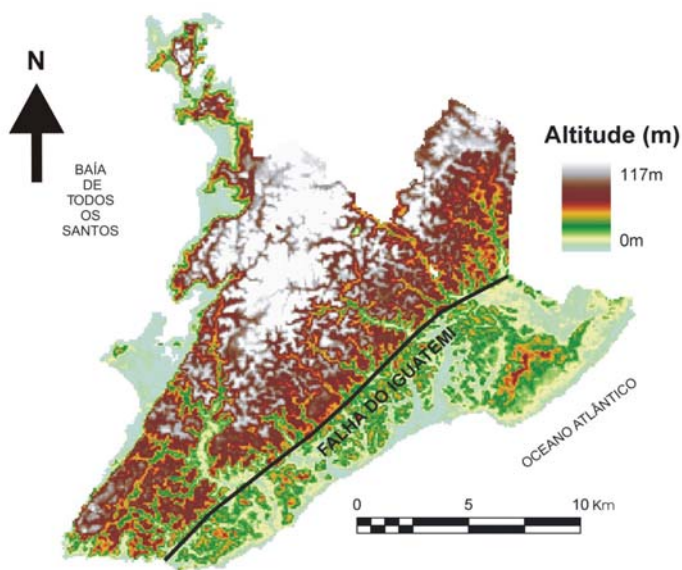 N
BAÍA
DE
TODOS
OS
SANTOS
Altitude (m)
117m
0m
FALHA DO IGUATEMI
OCEANO ATLÂNTICO
0 5 10 Km